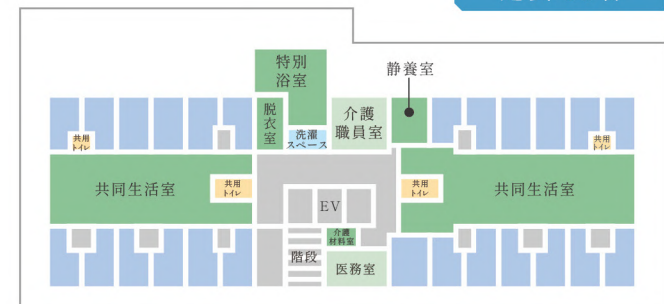 特別
浴室
静養室
脱
衣
室
洗濯
スペース
介護
職員室
共用
トイレ
共用
トイレ
共同生活室
共用
トイレ
共用
トイレ
共同生活室
EV
介護
材料室
階段
医務室